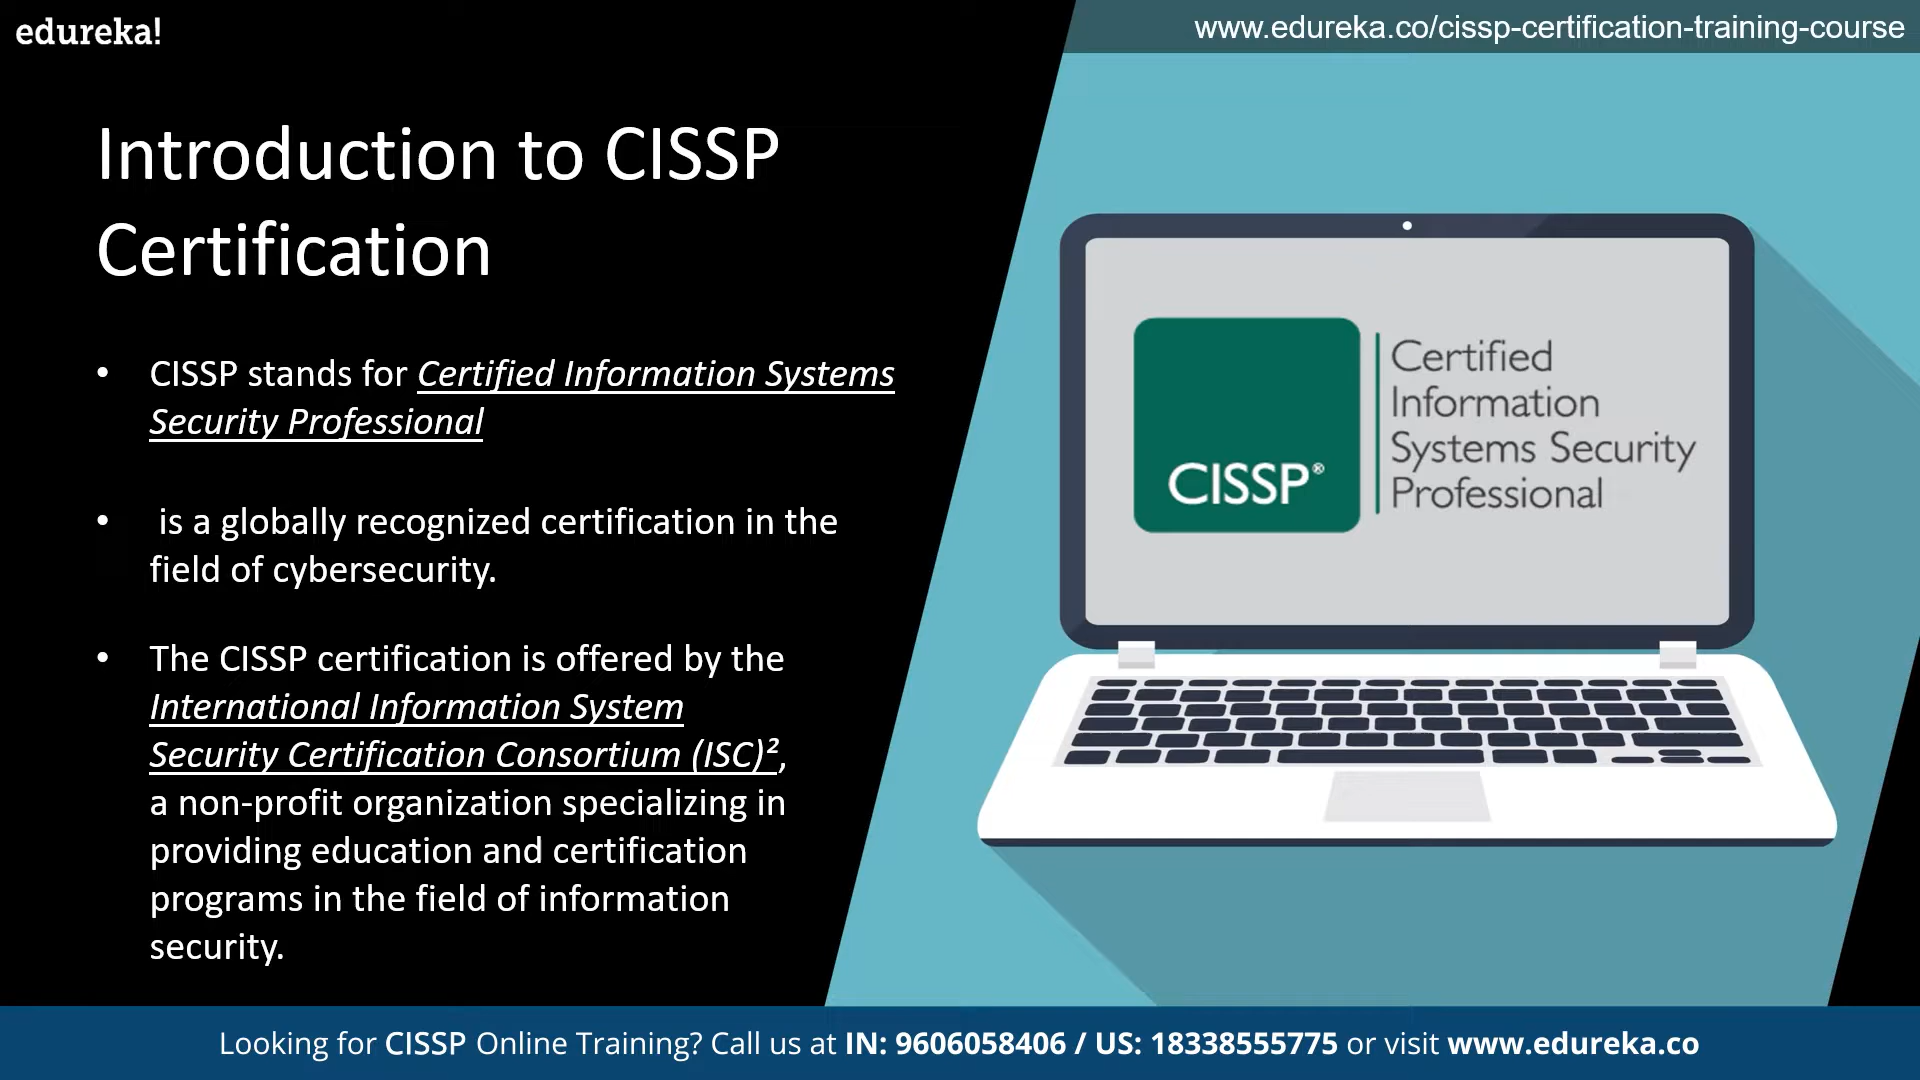 edureka!
www.edureka.co/cissp-certification-training-course
Introduction to CISSP
Certification
• CISSP stands for Certified Information Systems
Security Professional
• is a globally recognized certification in the
field of cybersecurity.
• The CISSP certification is offered by the
International Information System
Security Certification Consortium (ISC)²,
a non-profit organization specializing in
providing education and certification
programs in the field of information
security.
CISSP®
Certified
Information
Systems Security
Professional
Looking for CISSP Online Training? Call us at IN: 9606058406 / US: 18338555775 or visit www.edureka.co